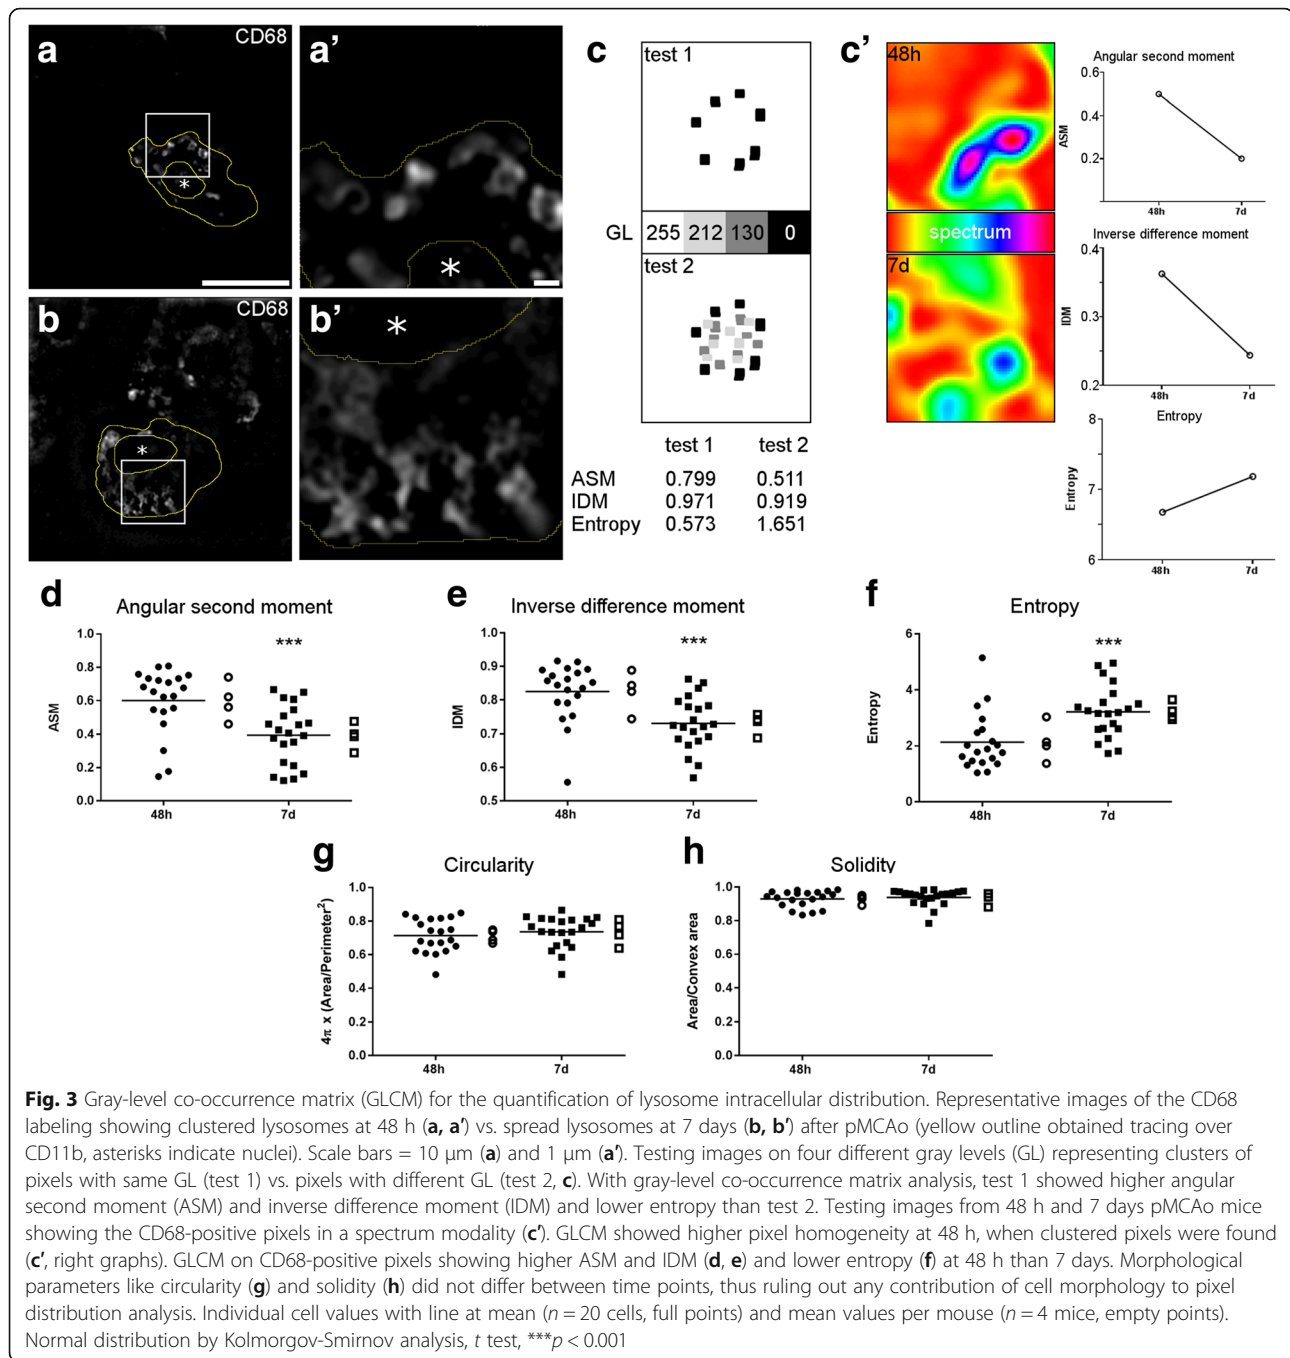 a
CD68
a'
*
*
b
CD68
b'
*
*
c
test 1
GL 255 212 130 0
test 2
test 1 test 2
ASM 0.799 0.511
IDM 0.971 0.919
Entropy 0.573 1.651
c'
48h
spectrum
7d
Angular second moment
0.6
0.4
0.2
ASM
48h 7d
Inverse difference moment
0.4
0.3
0.2
IDM
48h 7d
Entropy
8
7
6
Entropy
48h 7d
d
Angular second moment
***
1.0
0.8
0.6
0.4
0.2
0.0
ASM
48h 7d
e
Inverse difference moment
***
1.0
0.9
0.8
0.7
0.6
0.5
IDM
48h 7d
f
Entropy
***
6
4
2
0
Entropy
48h 7d
g
Circularity
1.0
0.8
0.6
0.4
0.2
0.0
4π x (Area/Perimeter²)
48h 7d
h
Solidity
1.0
0.8
0.6
0.4
0.2
0.0
Area/Convex area
48h 7d
Fig. 3 Gray-level co-occurrence matrix (GLCM) for the quantification of lysosome intracellular distribution. Representative images of the CD68
labeling showing clustered lysosomes at 48 h (a, a') vs. spread lysosomes at 7 days (b, b') after pMCAo (yellow outline obtained tracing over
CD11b, asterisks indicate nuclei). Scale bars = 10 μm (a) and 1 μm (a'). Testing images on four different gray levels (GL) representing clusters of
pixels with same GL (test 1) vs. pixels with different GL (test 2, c). With gray-level co-occurrence matrix analysis, test 1 showed higher angular
second moment (ASM) and inverse difference moment (IDM) and lower entropy than test 2. Testing images from 48 h and 7 days pMCAo mice
showing the CD68-positive pixels in a spectrum modality (c'). GLCM showed higher pixel homogeneity at 48 h, when clustered pixels were found
(c', right graphs). GLCM on CD68-positive pixels showing higher ASM and IDM (d, e) and lower entropy (f) at 48 h than 7 days. Morphological
parameters like circularity (g) and solidity (h) did not differ between time points, thus ruling out any contribution of cell morphology to pixel
distribution analysis. Individual cell values with line at mean (n = 20 cells, full points) and mean values per mouse (n = 4 mice, empty points).
Normal distribution by Kolmorgov-Smirnov analysis, t test, ***p < 0.001